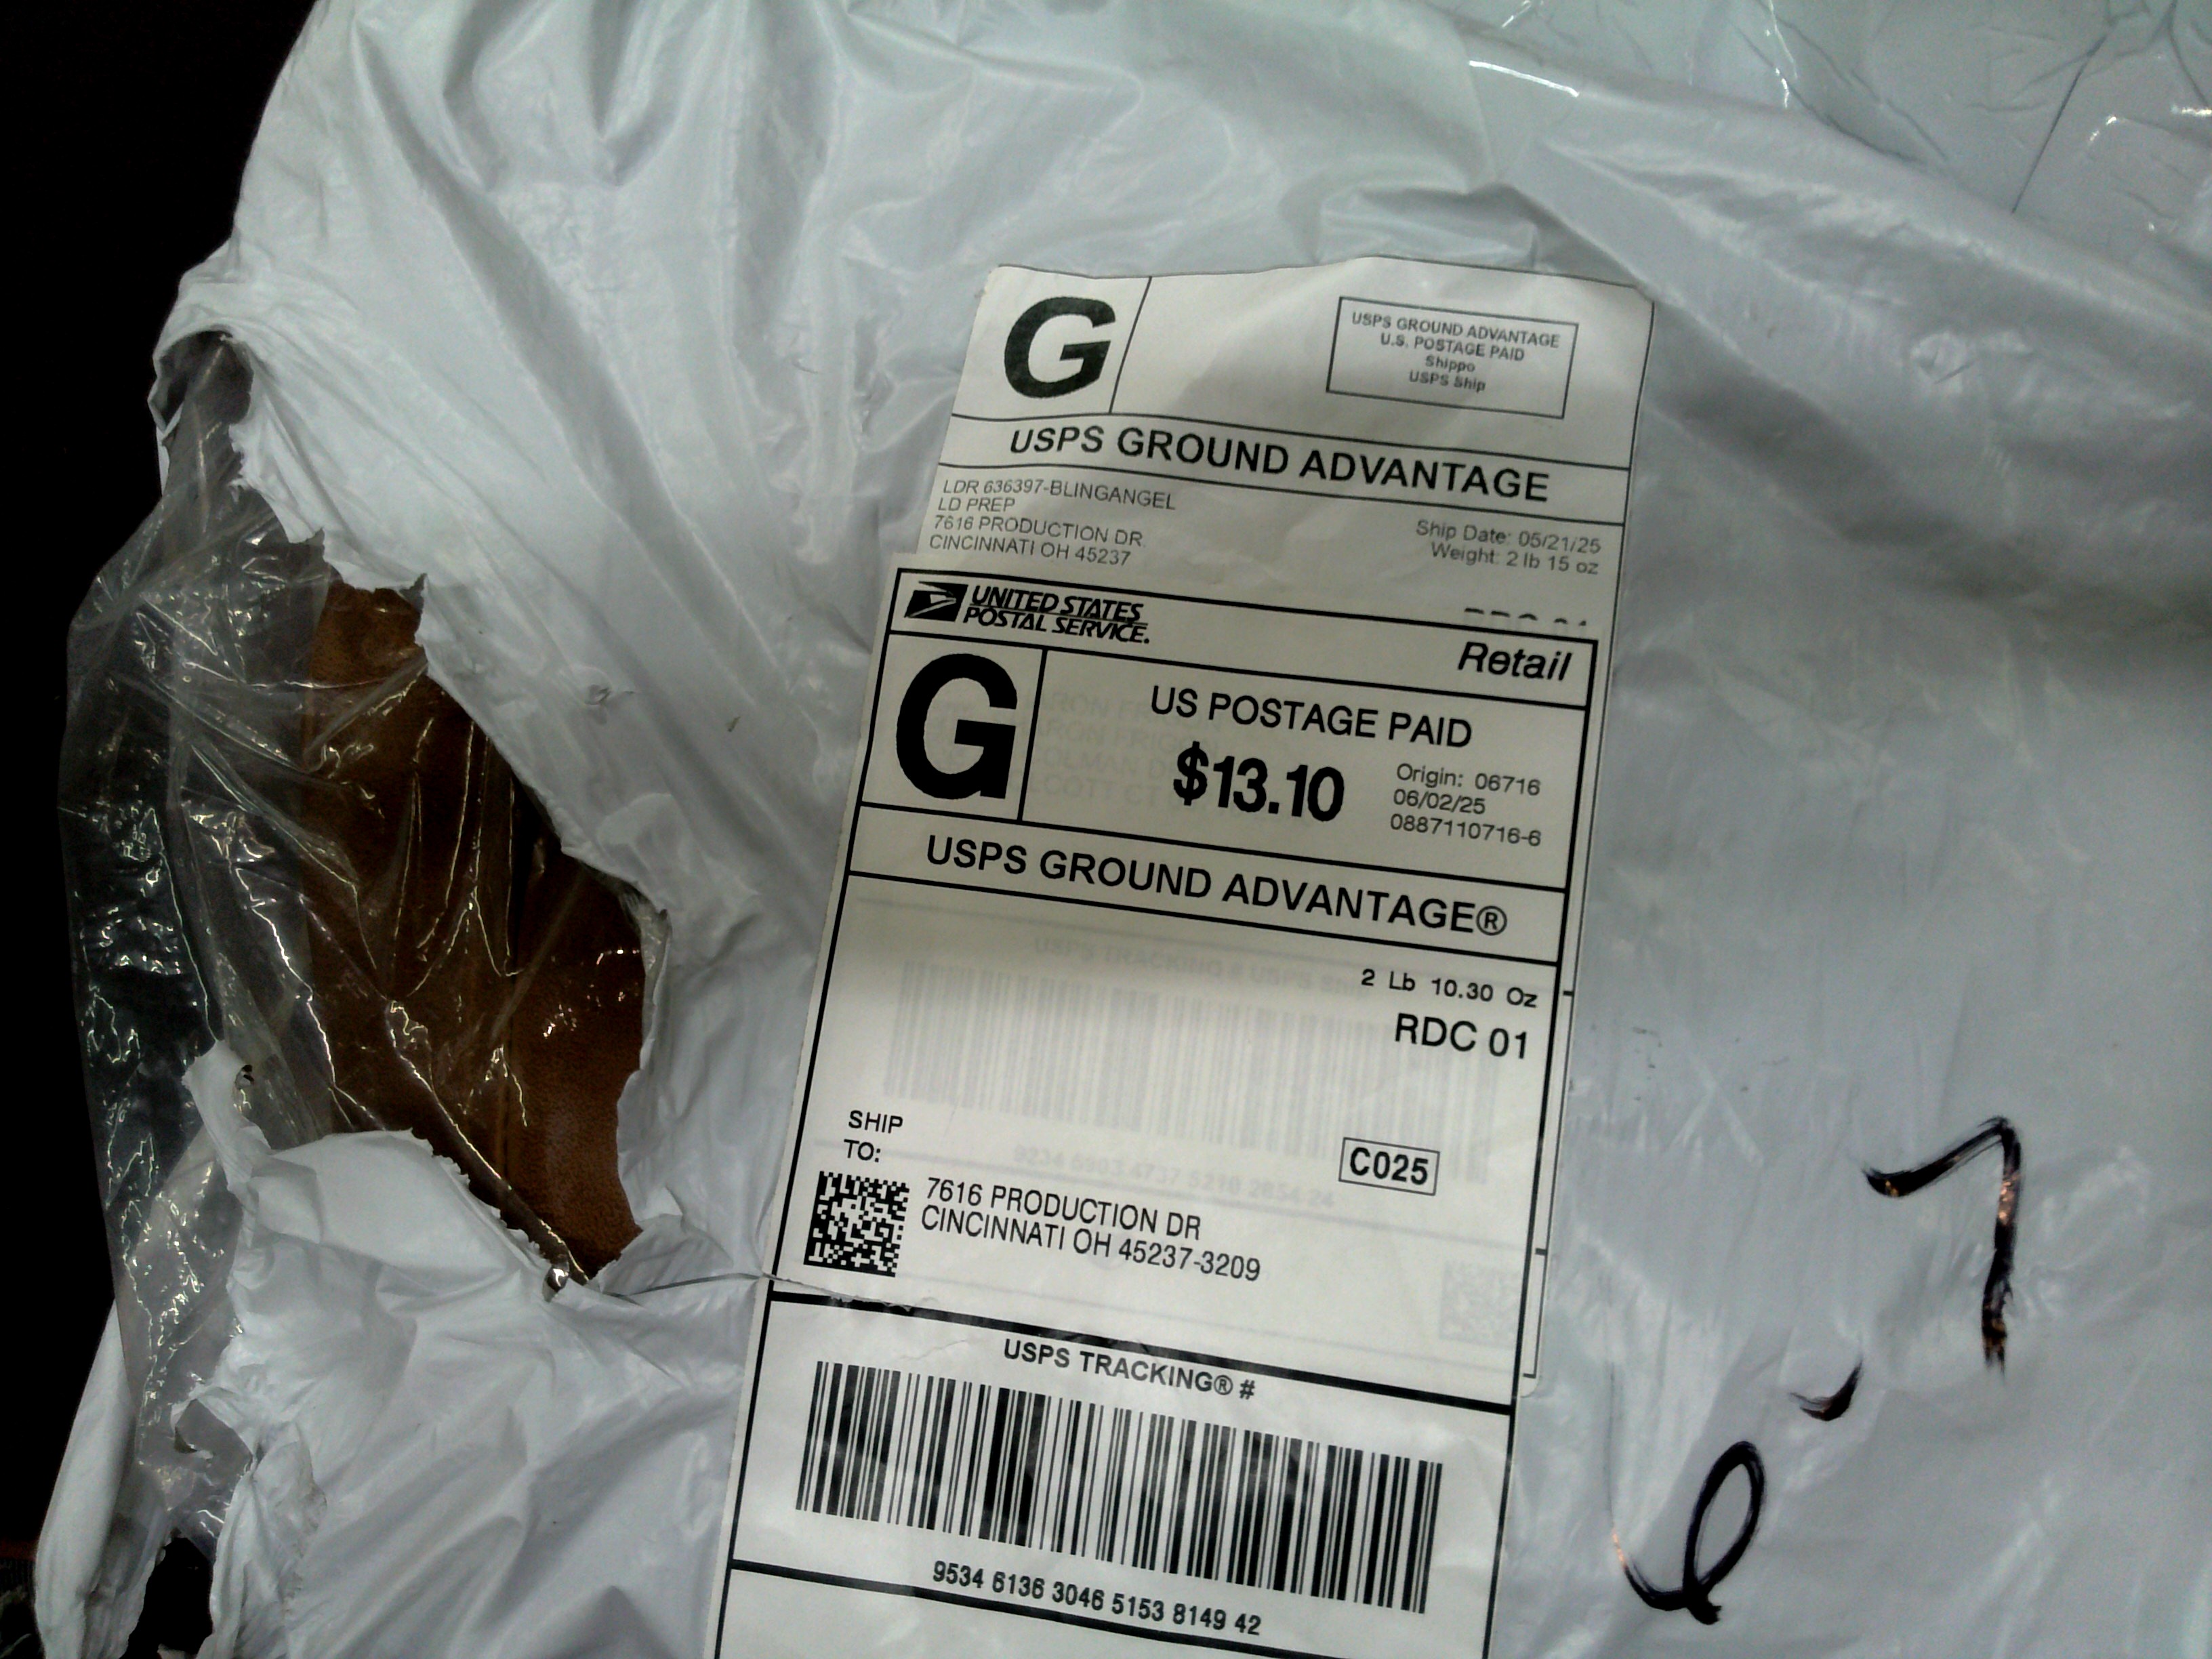 G
USPS GROUND ADVANTAGE
U.S. POSTAGE PAID
Shippo
USPS Ship
USPS GROUND ADVANTAGE
LDR 636397-BLINGANGEL
LD PREP
7616 PRODUCTION DR.
CINCINNATI OH 45237
Ship Date: 05/21/25
Weight: 2 lb 15 oz
UNITED STATES
POSTAL SERVICE.
Retail
G
US POSTAGE PAID
$13.10
Origin: 06716
06/02/25
0887110716-6
USPS GROUND ADVANTAGE®
2 Lb 10.30 Oz
RDC 01
SHIP
TO:
C025
7616 PRODUCTION DR
CINCINNATI OH 45237-3209
USPS TRACKING® #
9534 6136 3046 5153 8149 42